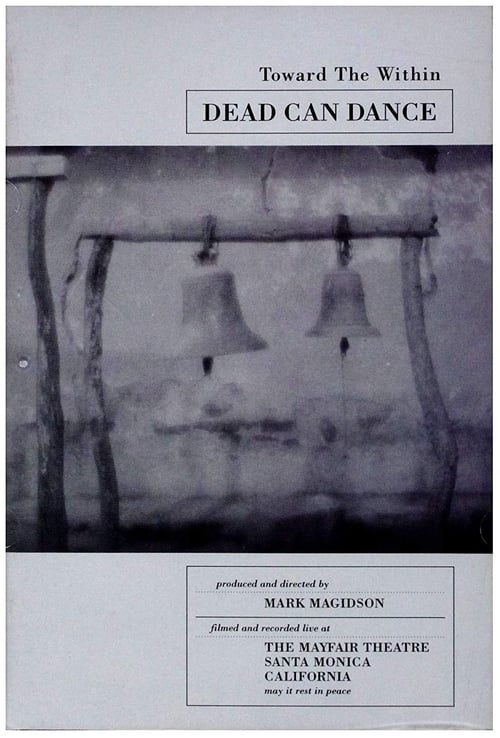 Toward The Within
DEAD CAN DANCE
produced and directed by
MARK MAGIDSON
filmed and recorded live at
THE MAYFAIR THEATRE
SANTA MONICA
CALIFORNIA
may it rest in peace